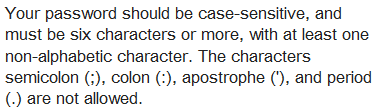 Your password should be case-sensitive, and
must be six characters or more, with at least one
non-alphabetic character. The characters
semicolon (;), colon (:), apostrophe ('), and period
(.) are not allowed.